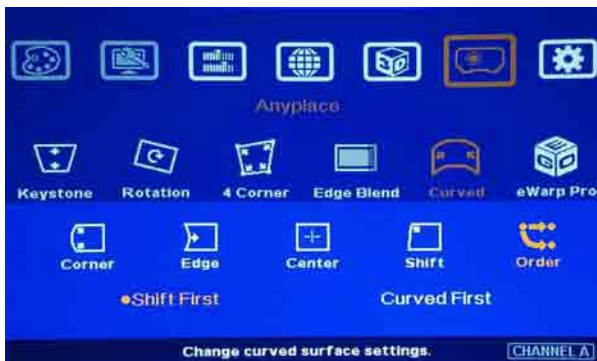 3D
Anyplace
Keystone Rotation 4 Corner Edge Blend Curved eWarp Pro
Corner Edge Center Shift Order
Shift First Curved First
Change curved surface settings. CHANNEL A